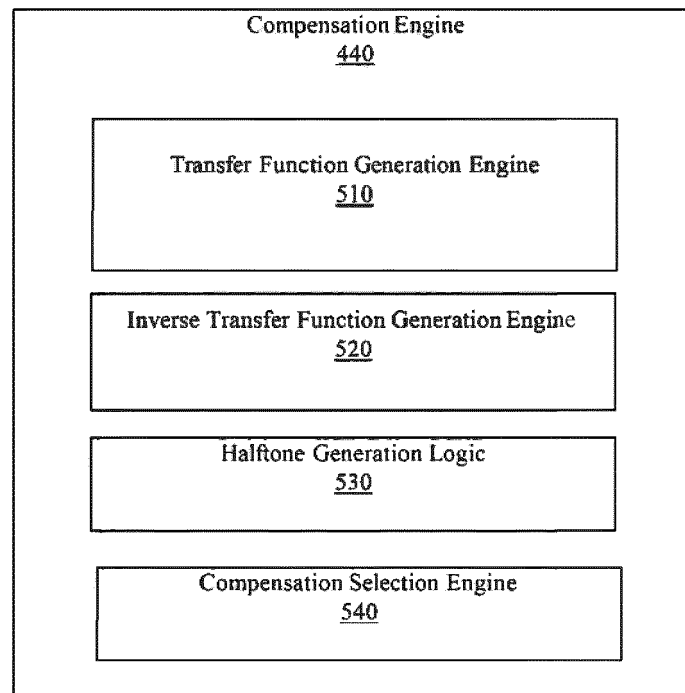 Compensation Engine
440
Transfer Function Generation Engine
510
Inverse Transfer Function Generation Engine
520
Halftone Generation Logic
530
Compensation Selection Engine
540